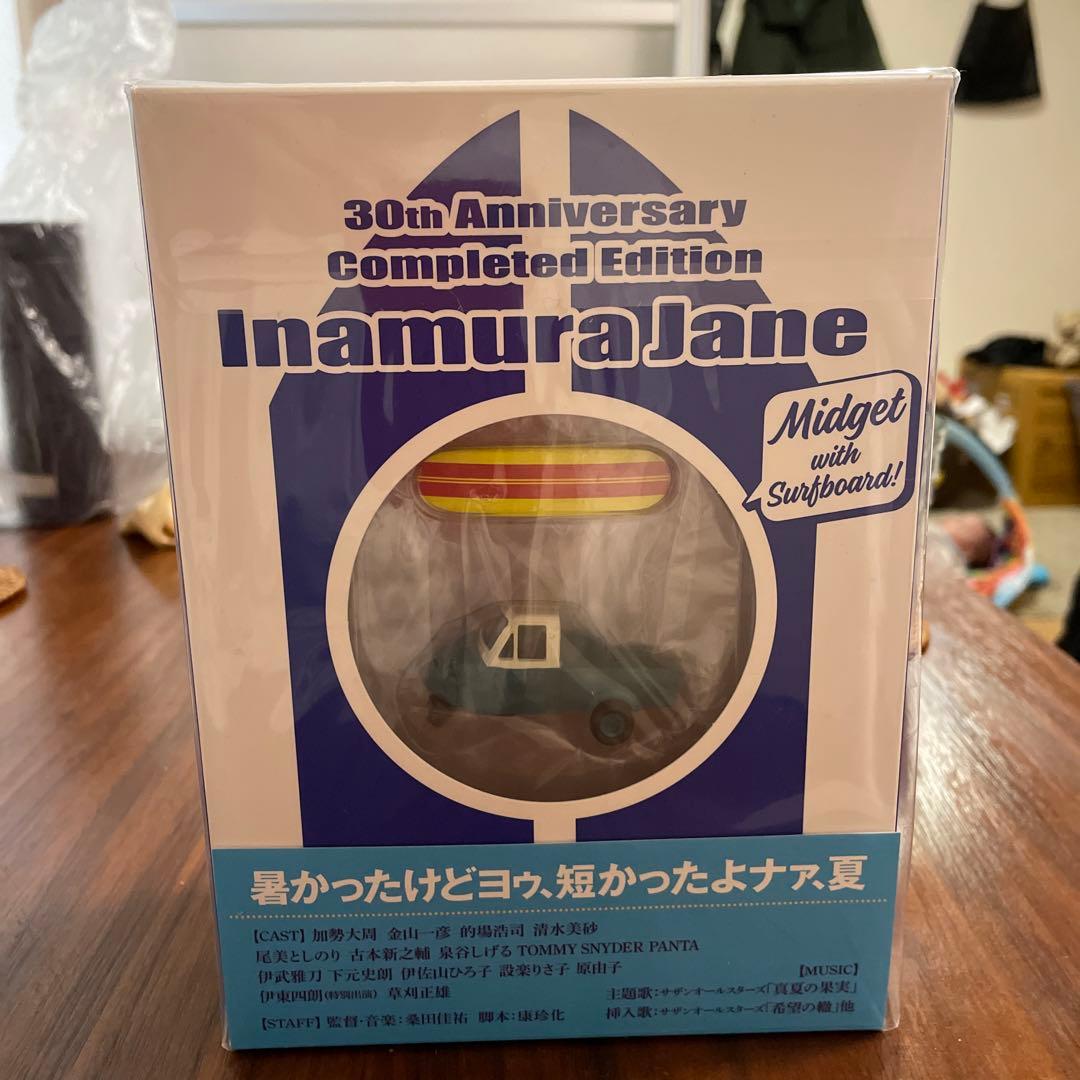 30th Anniversary
Completed Edition
Inamura Jane
Midget
with
Surfboard!
暑かったけどヨゥ、短かったよナァ、夏
【CAST】加勢大周 金山一彦 的場浩司 清水美砂
尾美としのり 古本新之輔 泉谷しげる TOMMY SNYDER PANTA
伊武雅刀 下元史朗 伊佐山ひろ子 設楽りさ子 原由子
伊東四朗(特別出演) 草刈正雄
【STAFF】監督・音楽：桑田佳祐 脚本：康珍化
【MUSIC】
主題歌：サザンオールスターズ「真夏の果実」
挿入歌：サザンオールスターズ「希望の轍」他